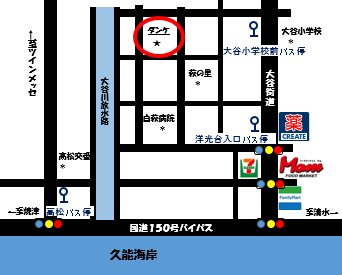 ダンケ
★
大谷小学校
*
大谷小学校前バス停
←至ツインメッセ
大谷川放水路
萩の星
*
大谷街道
白萩病院
*
洋光台入口バス停
薬
CREATE
高松交番
*
7
Mom
FOOD MARKET
FamilyMart
←至焼津
高松バス停
至清水→
国道150号バイパス
久能海岸